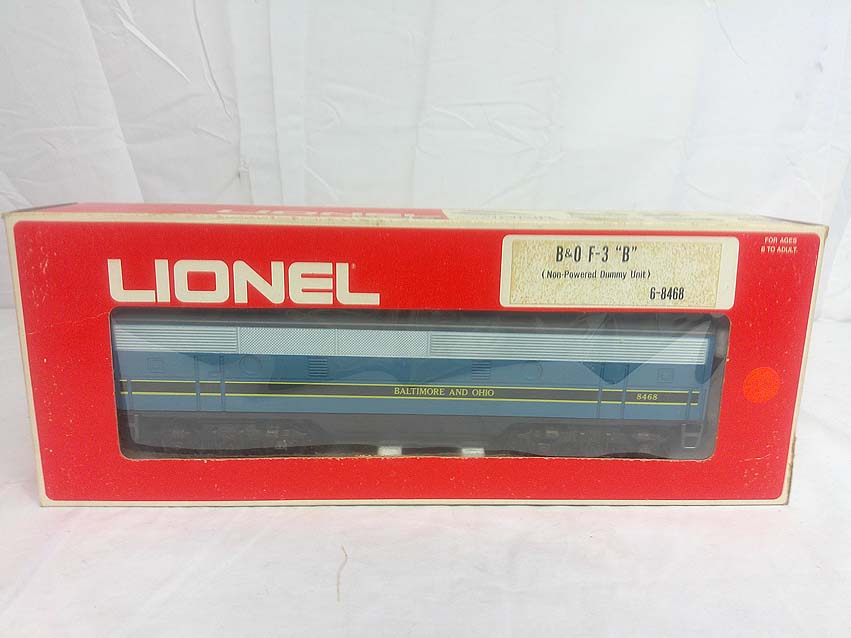 LIONEL
B&O F-3 "B"
(Non-Powered Dummy Unit)
6-8468
FOR AGES
8 TO ADULT.
BALTIMORE AND OHIO
8468